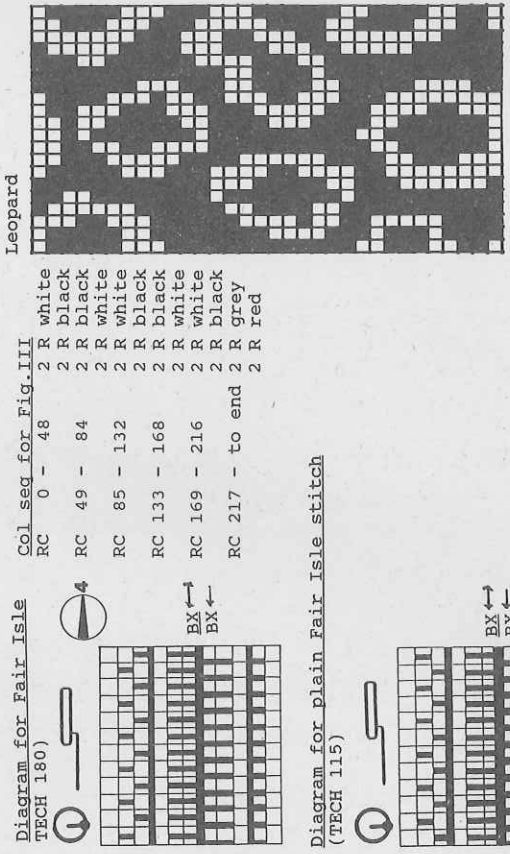 Diagram for Fair Isle
TECH 180)
4
BX
BX
Diagram for plain Fair Isle stitch
(TECH 115)
BX
BX
Col seq for Fig.III
RC 0 - 48 2 R white
2 R black
RC 49 - 84 2 R black
2 R white
RC 85 - 132 2 R white
2 R black
RC 133 - 168 2 R black
2 R white
RC 169 - 216 2 R white
2 R black
RC 217 - to end 2 R grey
2 R red
Leopard